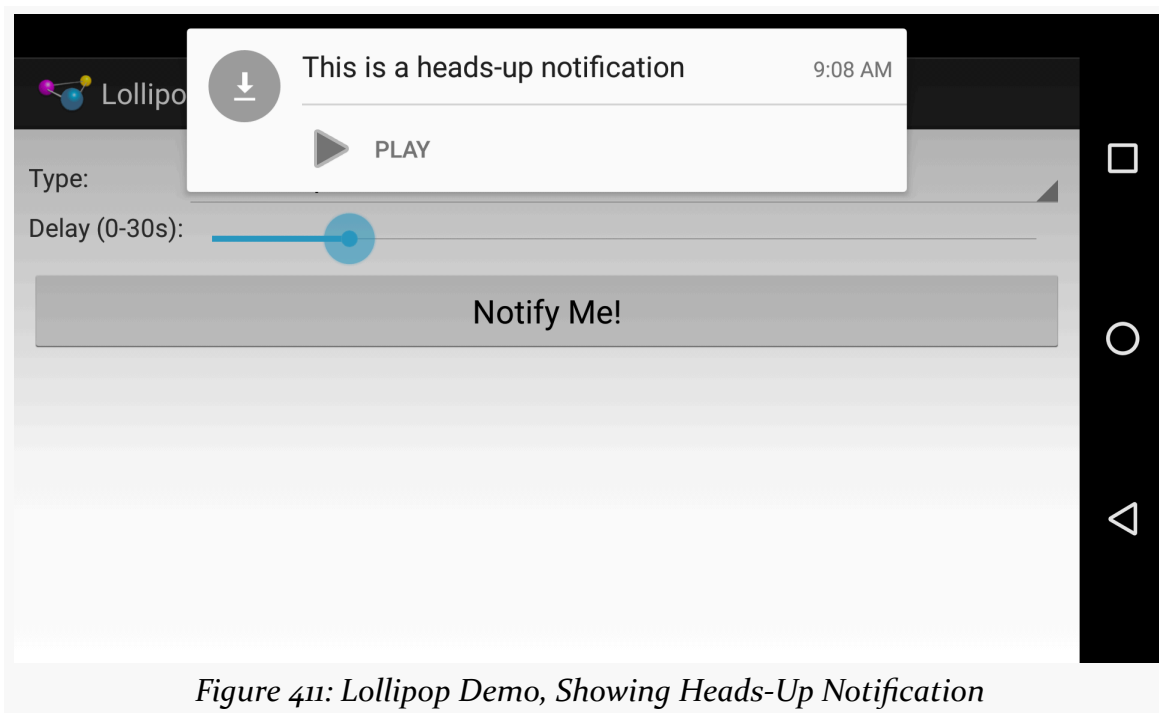 This is a heads-up notification 9:08 AM
Lollipo
PLAY
Type:
Delay (0-30s):
Notify Me!
Figure 411: Lollipop Demo, Showing Heads-Up Notification